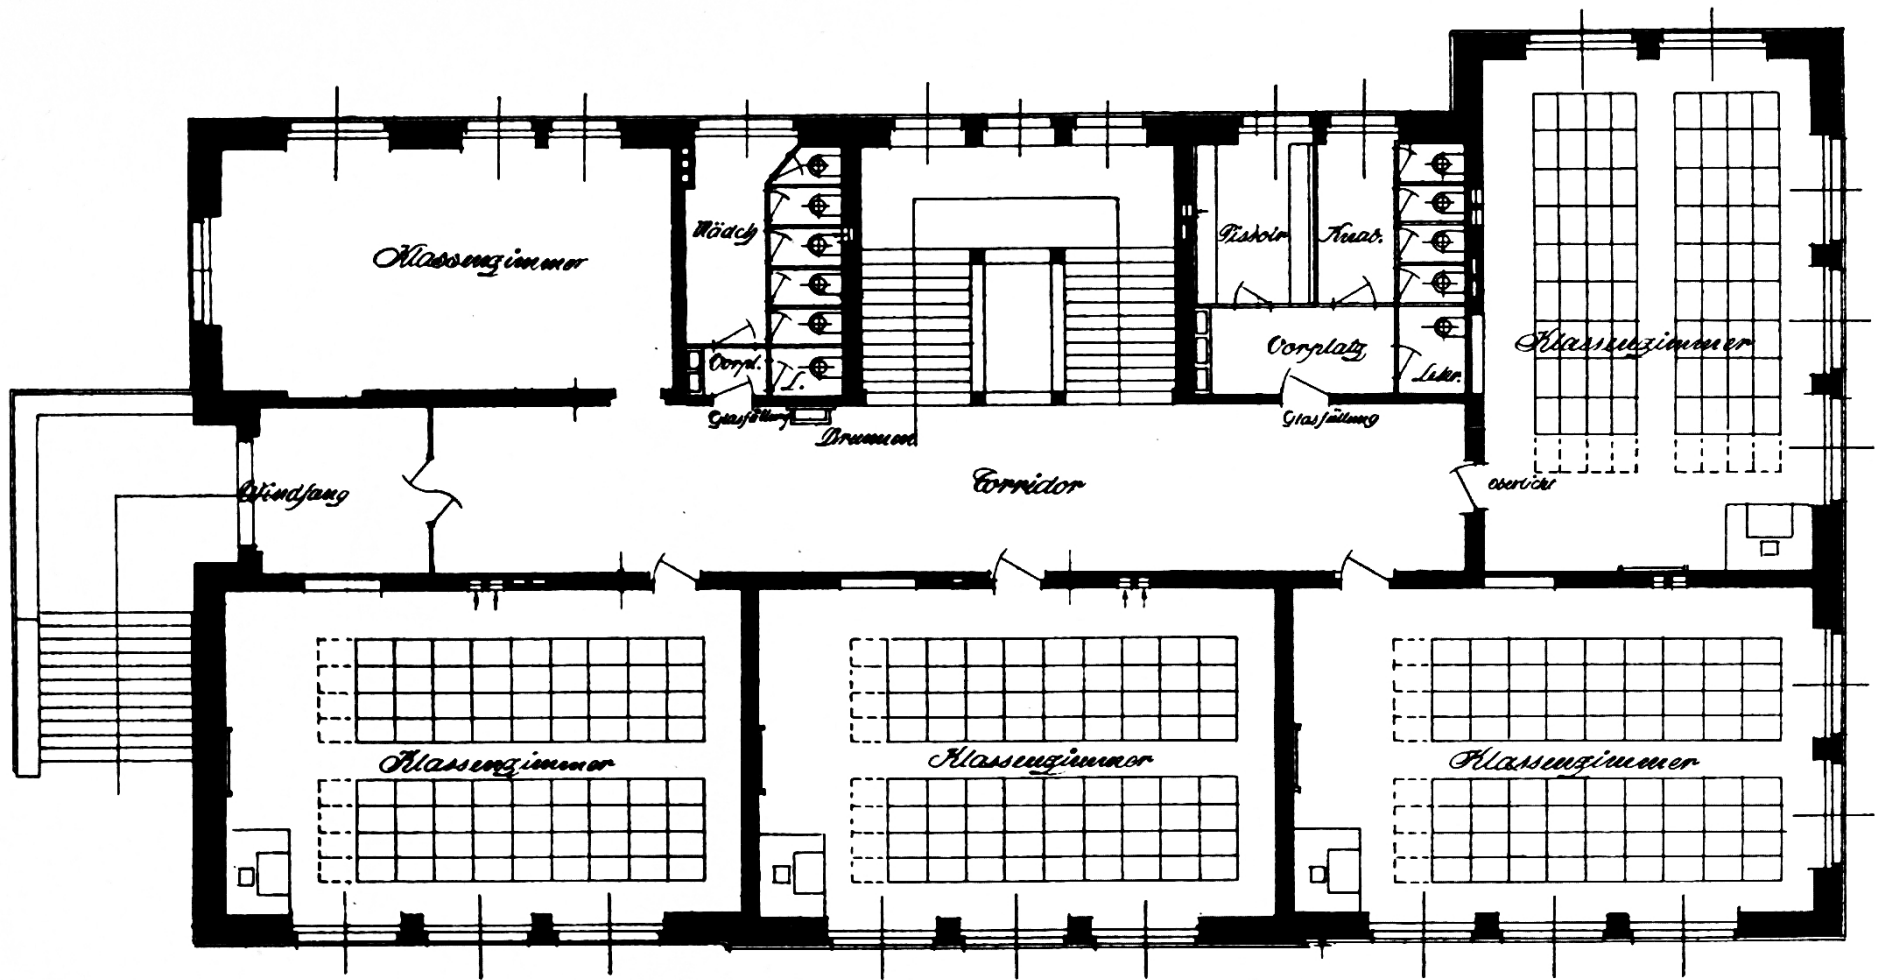 Klassenzimmer
Mädch
Pissoir
Knab.
Vorpl.
L.
Vorplatz
Lehr.
Klassenzimmer
Glasfüllung
Brunnen
Glasfüllung
Windfang
Corridor
Oberlicht
Klassenzimmer
Klassenzimmer
Klassenzimmer